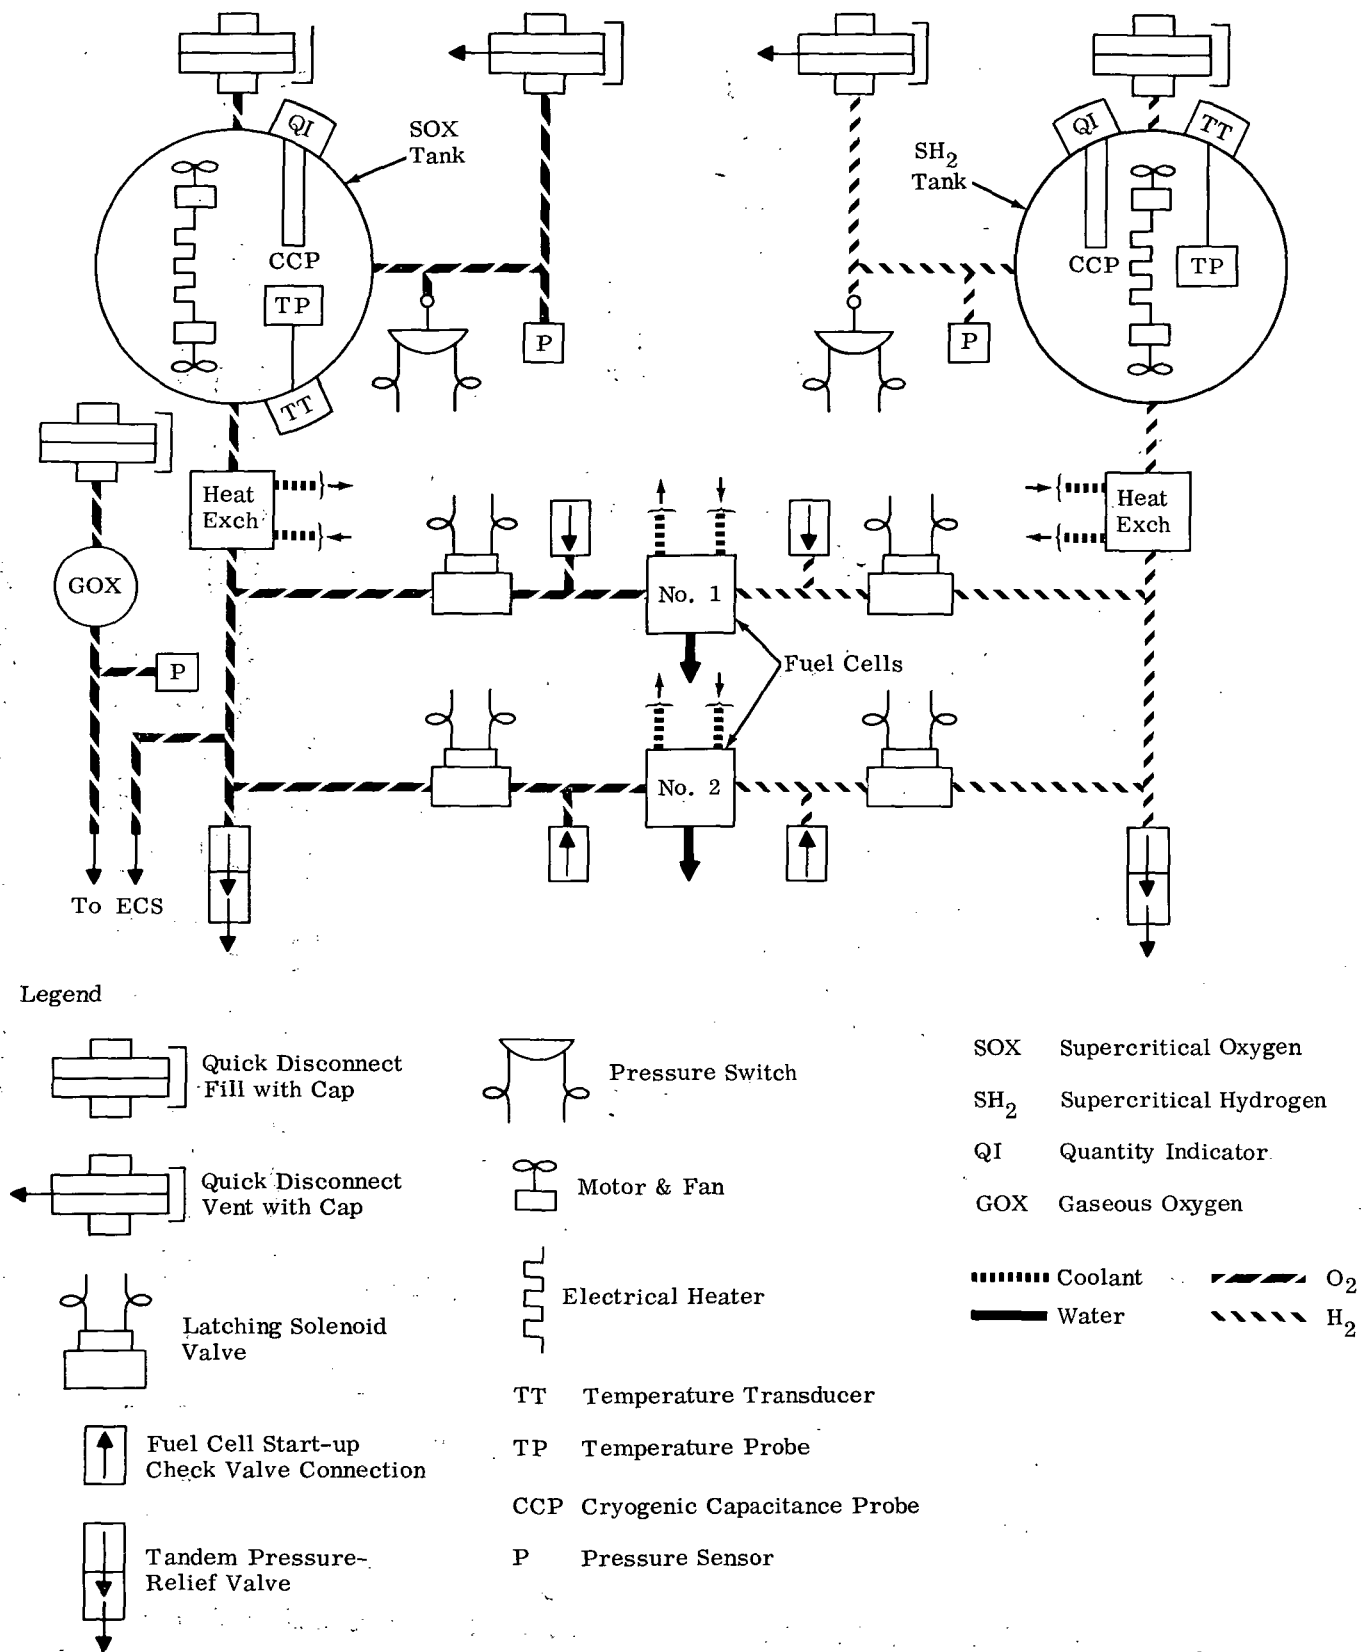 QI
SOX
Tank
CCP
TP
TT
P
SH2
Tank
P
QI
TT
CCP
TP
Heat
Exch
GOX
P
To ECS
No. 1
Fuel Cells
No. 2
Heat
Exch
Legend
Quick Disconnect
Fill with Cap
Quick Disconnect
Vent with Cap
Latching Solenoid
Valve
Fuel Cell Start-up
Check Valve Connection
Tandem Pressure-
Relief Valve
Pressure Switch
Motor & Fan
Electrical Heater
TT Temperature Transducer
TP Temperature Probe
CCP Cryogenic Capacitance Probe
P Pressure Sensor
SOX Supercritical Oxygen
SH2 Supercritical Hydrogen
QI Quantity Indicator
GOX Gaseous Oxygen
Coolant
O2
Water
H2